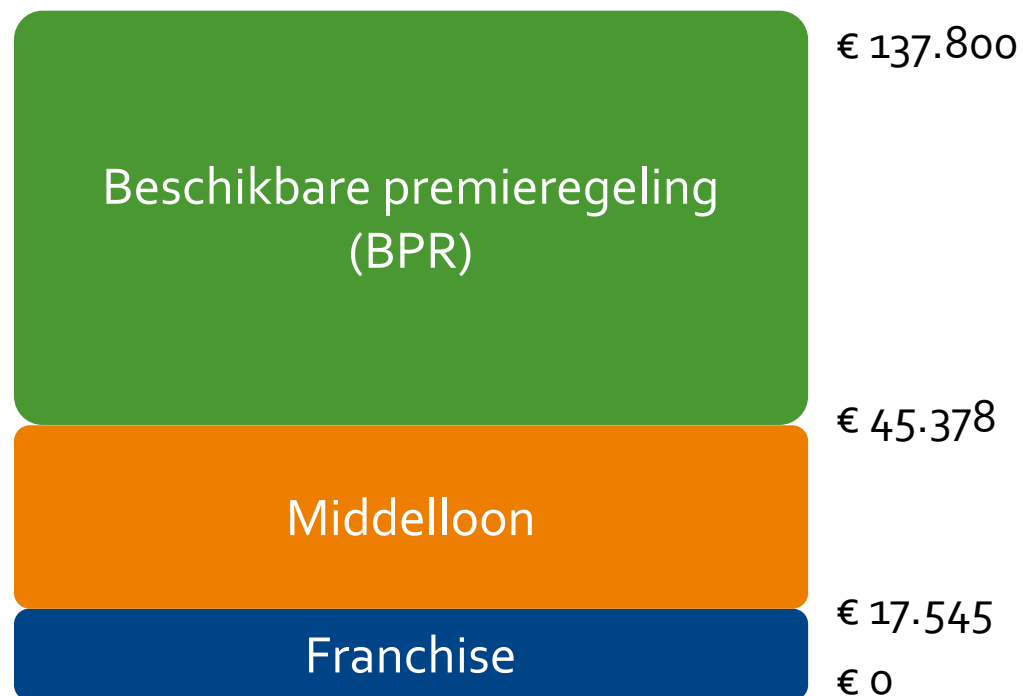 € 137.800
Beschikbare premieregeling
(BPR)
€ 45.378
Middelloon
€ 17.545
Franchise
€ 0